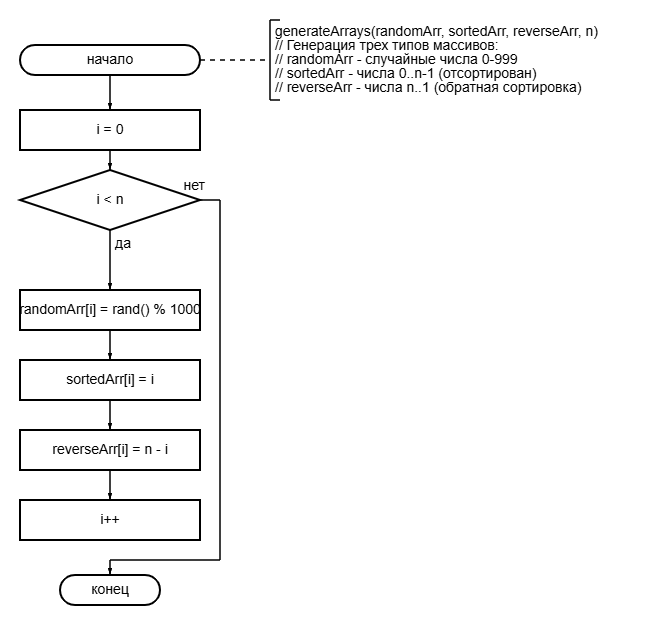 начало
generateArrays(randomArr, sortedArr, reverseArr, n)
// Генерация трех типов массивов:
// randomArr - случайные числа 0-999
// sortedArr - числа 0..n-1 (отсортирован)
// reverseArr - числа n..1 (обратная сортировка)
i = 0
i < n
нет
да
randomArr[i] = rand() % 1000
sortedArr[i] = i
reverseArr[i] = n - i
i++
конец